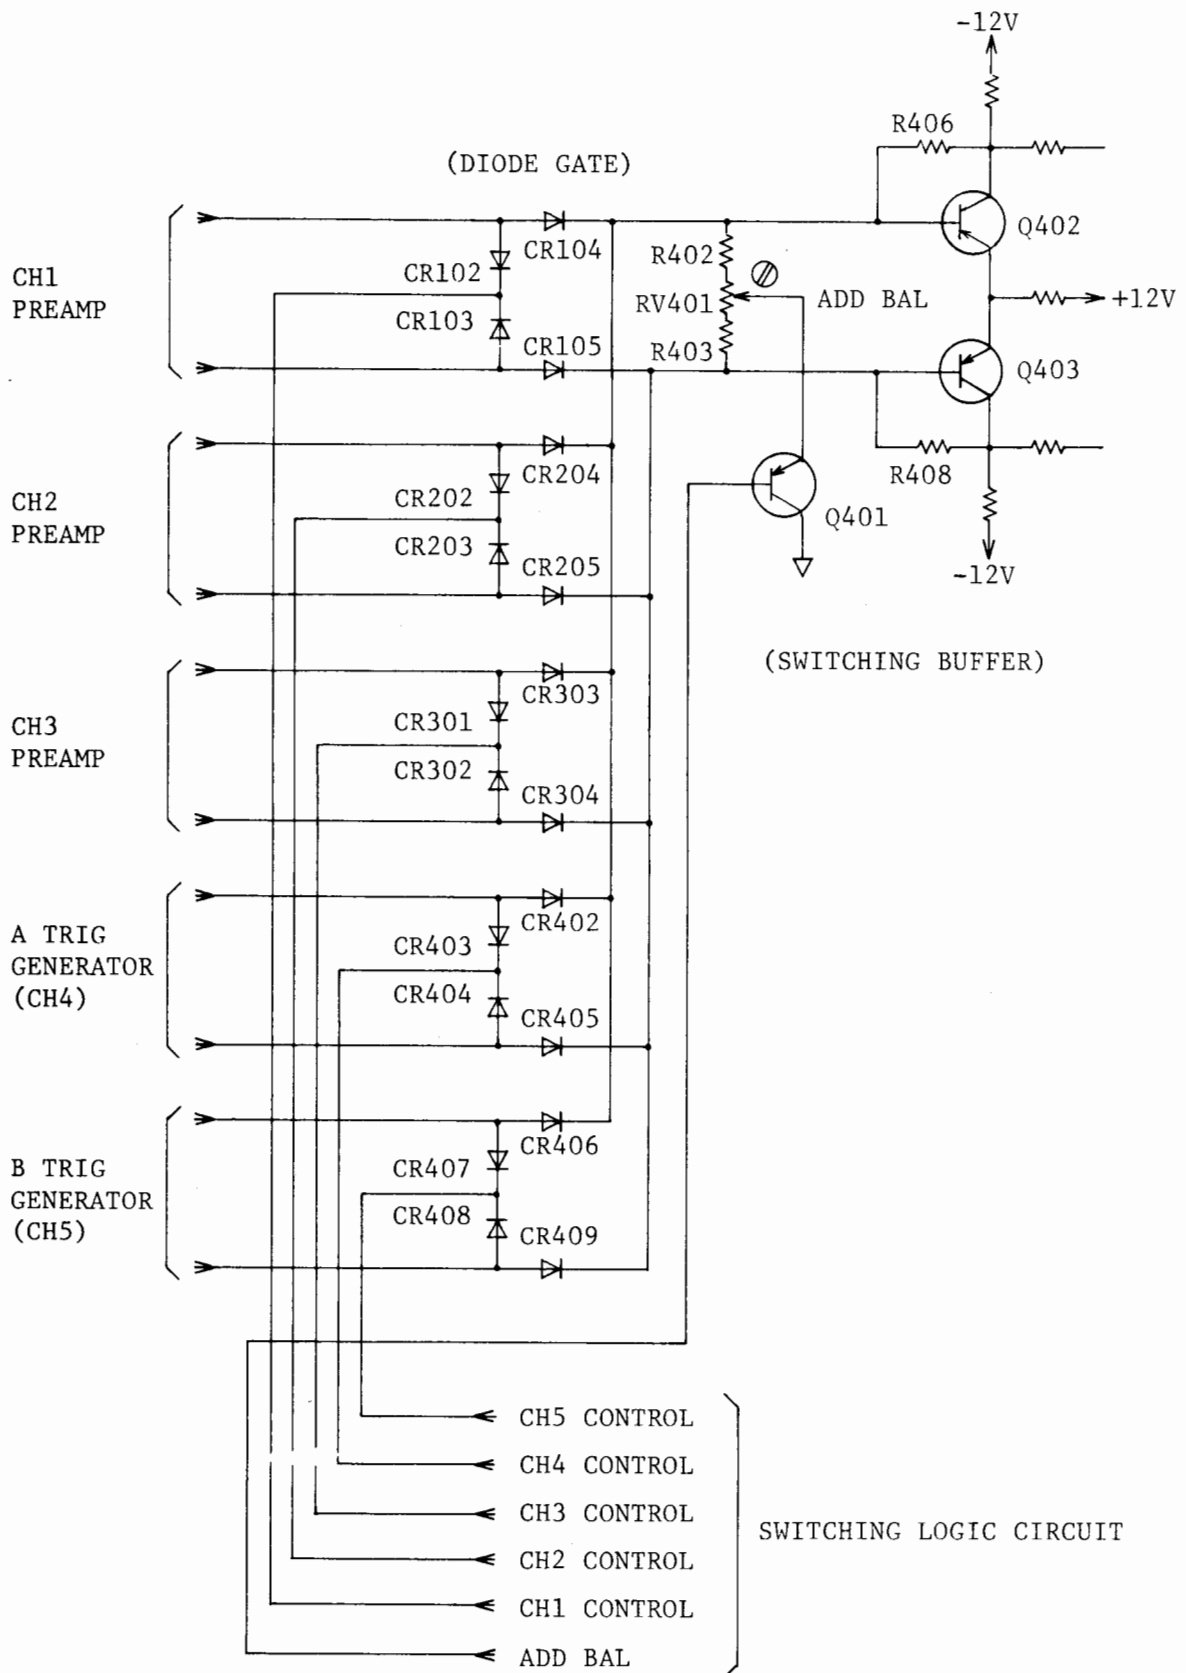 -12V
R406
(DIODE GATE)
Q402
CR104
R402
CH1
PREAMP
CR102
RV401
ADD BAL
+12V
CR103
R403
CR105
Q403
CR204
R408
CH2
PREAMP
CR202
Q401
CR203
CR205
-12V
(SWITCHING BUFFER)
CR303
CH3
PREAMP
CR301
CR302
CR304
CR402
A TRIG
GENERATOR
(CH4)
CR403
CR404
CR405
CR406
B TRIG
GENERATOR
(CH5)
CR407
CR408
CR409
CH5 CONTROL
CH4 CONTROL
CH3 CONTROL
SWITCHING LOGIC CIRCUIT
CH2 CONTROL
CH1 CONTROL
ADD BAL